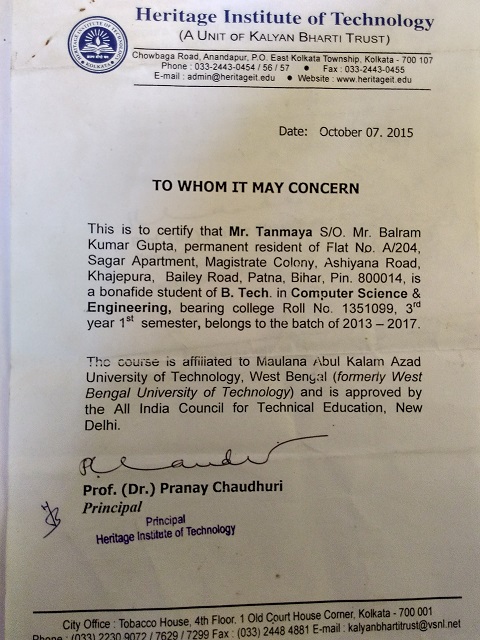 Heritage Institute of Technology
(A UNIT OF KALYAN BHARTI TRUST)
Chowbaga Road, Anandapur, P.O. East Kolkata Township, Kolkata - 700 107
Phone : 033-2443-0454 / 56 / 57 ● Fax : 033-2443-0455
E-mail : admin@heritageit.edu ● Website : www.heritageit.edu
Date: October 07. 2015
TO WHOM IT MAY CONCERN
This is to certify that Mr. Tanmaya S/O. Mr. Balram
Kumar Gupta, permanent resident of Flat No. A/204,
Sagar Apartment, Magistrate Colony, Ashiyana Road,
Khajepura, Bailey Road, Patna, Bihar, Pin. 800014, is
a bonafide student of B. Tech. in Computer Science &
Engineering, bearing college Roll No. 1351099, 3rd
year 1st semester, belongs to the batch of 2013 – 2017.
The course is affiliated to Maulana Abul Kalam Azad
University of Technology, West Bengal (formerly West
Bengal University of Technology) and is approved by
the All India Council for Technical Education, New
Delhi.
Prof. (Dr.) Pranay Chaudhuri
Principal
Principal
Heritage Institute of Technology
City Office : Tobacco House, 4th Floor. 1 Old Court House Corner, Kolkata - 700 001
Phone : (033) 2230 9072 / 7629 / 7299 Fax : (033) 2448 4881 E-mail : kalyanbhartitrust@vsnl.net